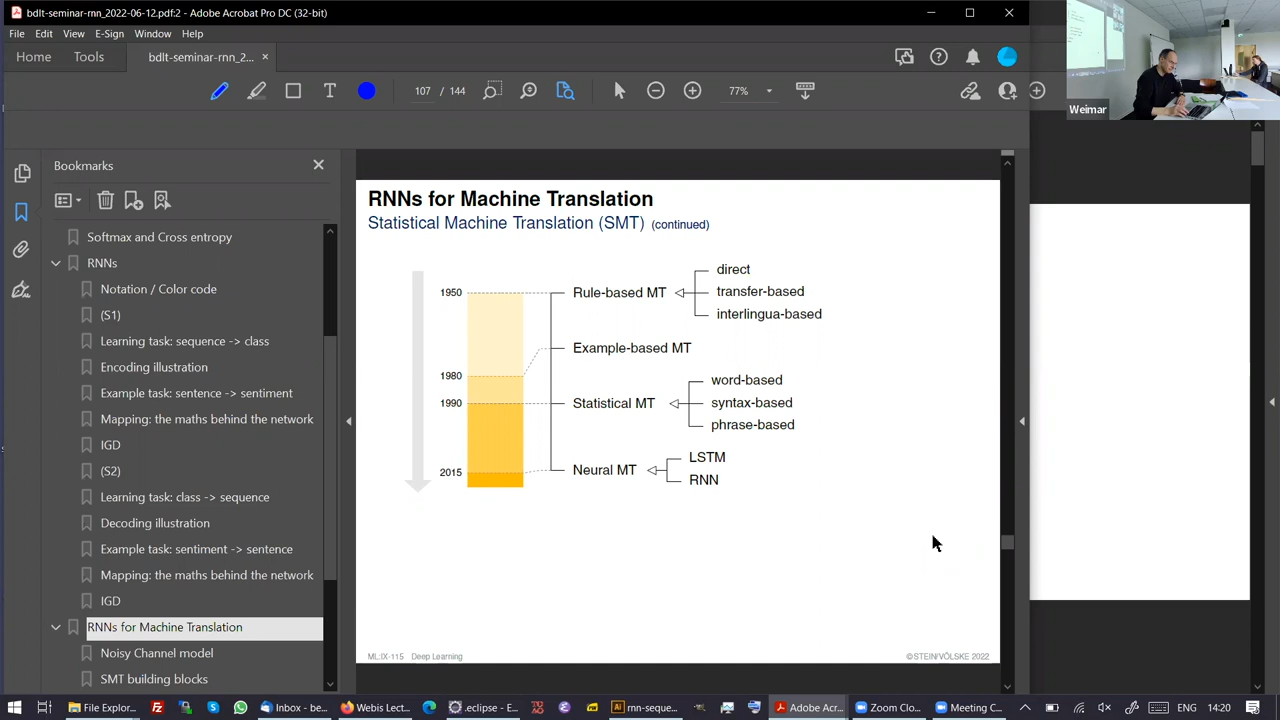 bdlt-seminar-rnn_2022-06-12.pdf:2 - Adobe Acrobat Pro DC (32-bit)
File Edit View E Sign Window Help
Home Tools bdlt-seminar-rnn_2... ×
107 / 144 77%
Weimar
Bookmarks
Softmax and Cross entropy
RNNs
Notation / Color code
(S1)
Learning task: sequence -> class
Encoding illustration
Example task: sentence -> sentiment
Mapping: the maths behind the network
IGD
(S2)
Learning task: class -> sequence
Decoding illustration
Example task: sentiment -> sentence
Mapping: the maths behind the network
IGD
RNNs for Machine Translation
Noisy Channel model
SMT building blocks
RNNs for Machine Translation
Statistical Machine Translation (SMT) (continued)
direct
1950 Rule-based MT transfer-based
interlingua-based
Example-based MT
1980 word-based
1990 Statistical MT syntax-based
phrase-based
LSTM
2015 Neural MT
RNN
ML:IX-115 Deep Learning ©STEIN/VÖLSKE 2022
File Explor... Inbox - be... Webis Lect... .eclipse - E... rnn-seque... Adobe Acr... Zoom Clo... Meeting C... ENG 14:20